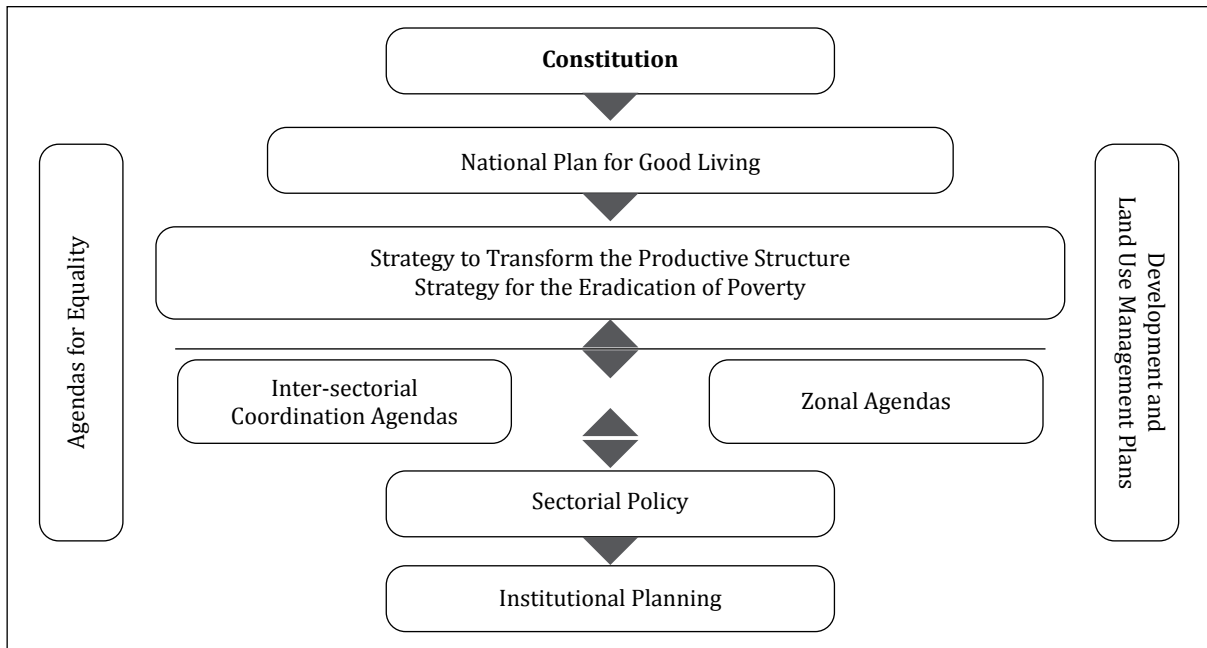 Constitution
National Plan for Good Living
Agendas for Equality
Strategy to Transform the Productive Structure
Strategy for the Eradication of Poverty
Development and
Land Use Management Plans
Inter-sectorial
Coordination Agendas
Zonal Agendas
Sectorial Policy
Institutional Planning